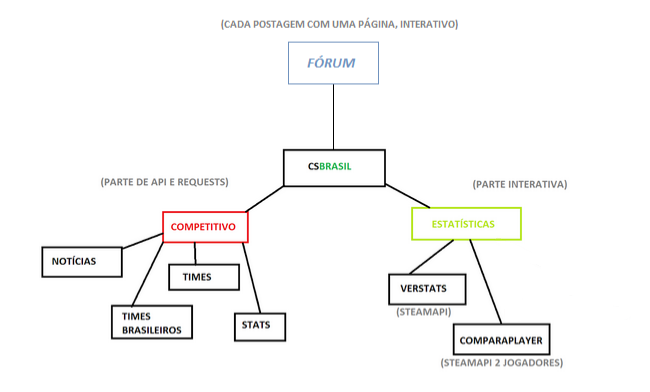 (CADA POSTAGEM COM UMA PÁGINA, INTERATIVO)
FÓRUM
CSBRASIL
(PARTE DE API E REQUESTS)
(PARTE INTERATIVA)
COMPETITIVO
ESTATÍSTICAS
NOTÍCIAS
TIMES
VERSTATS
(STEAMAPI)
TIMES
BRASILEIROS
STATS
COMPARAPLAYER
(STEAMAPI 2 JOGADORES)